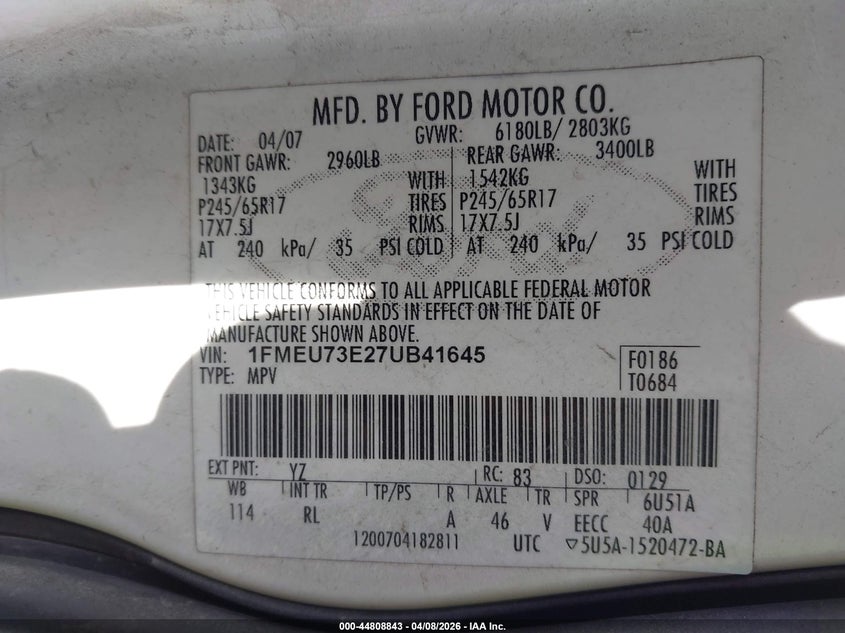 MFD. BY FORD MOTOR CO.
DATE: 04/07 GVWR: 6180LB/ 2803KG
FRONT GAWR: 2960LB REAR GAWR: 3400LB
1343KG WITH 1542KG WITH
P245/65R17 TIRES P245/65R17 TIRES
17X7.5J RIMS 17X7.5J RIMS
AT 240 kPa/ 35 PSI COLD AT 240 kPa/ 35 PSI COLD
THIS VEHICLE CONFORMS TO ALL APPLICABLE FEDERAL MOTOR
VEHICLE SAFETY STANDARDS IN EFFECT ON THE DATE OF
MANUFACTURE SHOWN ABOVE.
VIN: 1FMEU73E27UB41645 F0186
TYPE: MPV T0684
EXT PNT: YZ RC: 83 DSO: 0129
WB INT TR TP/PS R AXLE TR SPR 6U51A
114 RL A 46 V EECC 40A
1200704182811 UTC ▽5U5A-1520472-BA
000-44808843 - 04/08/2026 - IAA Inc.